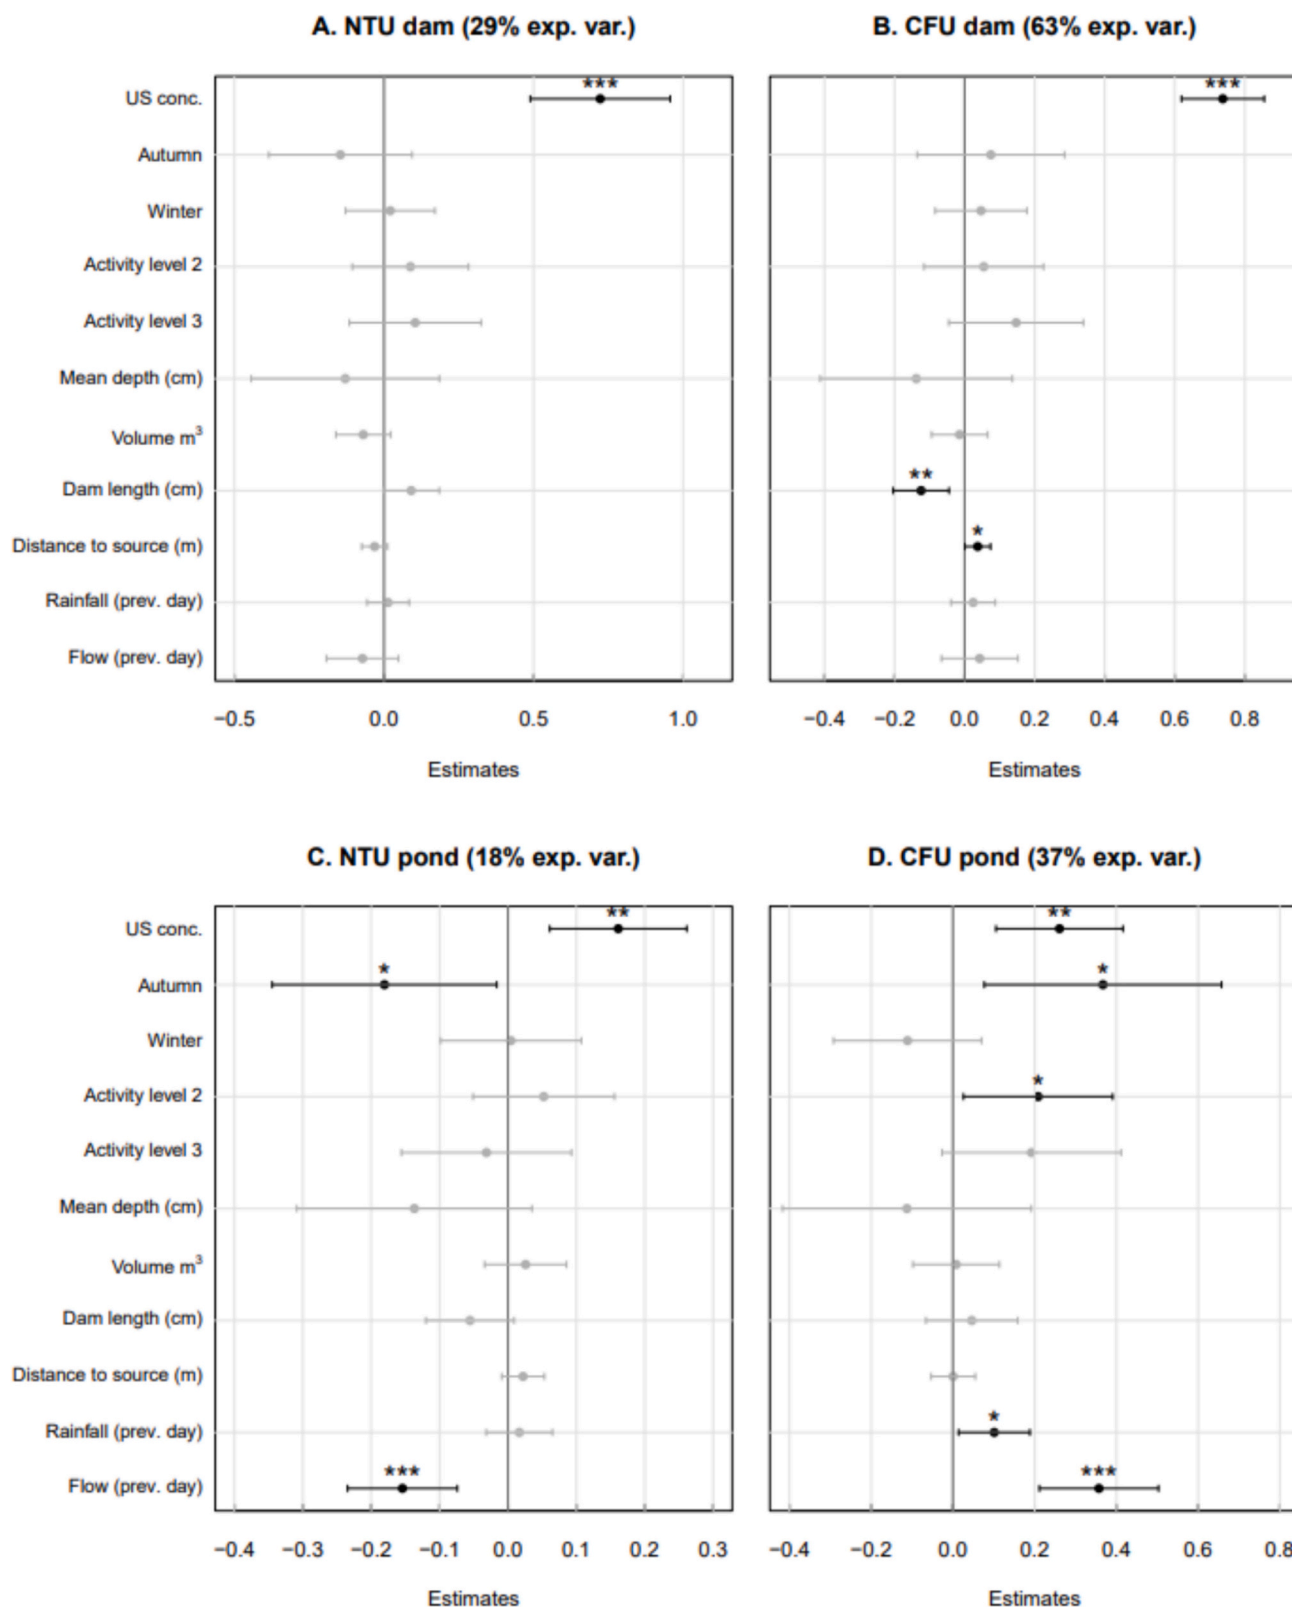 A. NTU dam (29% exp. var.)
B. CFU dam (63% exp. var.)
US conc.
***
***
Autumn
Winter
Activity level 2
Activity level 3
Mean depth (cm)
Volume m³
Dam length (cm)
**
Distance to source (m)
*
Rainfall (prev. day)
Flow (prev. day)
−0.5 0.0 0.5 1.0
−0.4 −0.2 0.0 0.2 0.4 0.6 0.8
Estimates
Estimates
C. NTU pond (18% exp. var.)
D. CFU pond (37% exp. var.)
US conc.
**
**
Autumn
*
*
Winter
Activity level 2
*
Activity level 3
Mean depth (cm)
Volume m³
Dam length (cm)
Distance to source (m)
Rainfall (prev. day)
*
Flow (prev. day)
***
***
−0.4 −0.3 −0.2 −0.1 0.0 0.1 0.2 0.3
−0.4 −0.2 0.0 0.2 0.4 0.6 0.8
Estimates
Estimates